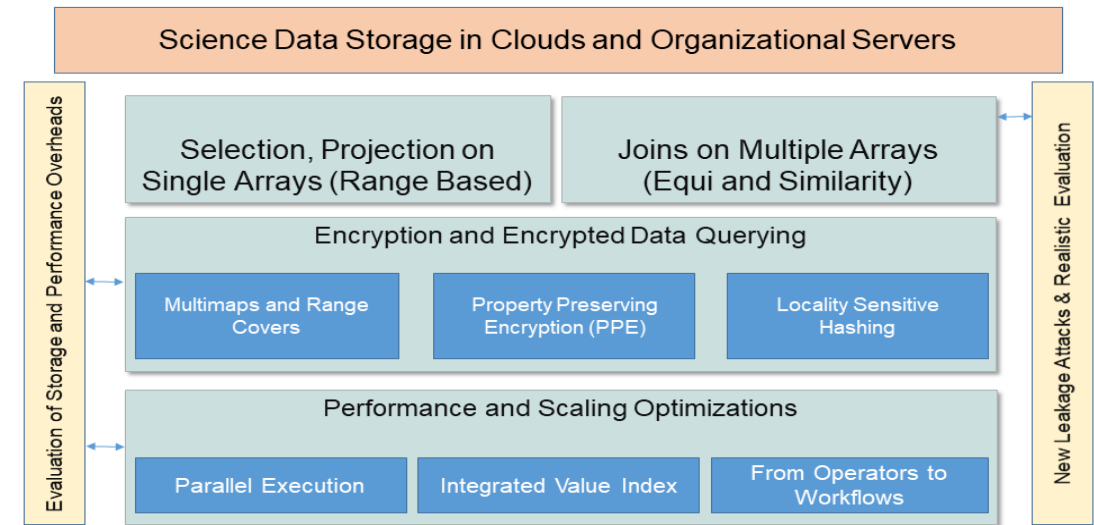 Science Data Storage in Clouds and Organizational Servers
Evaluation of Storage and Performance Overheads
Selection, Projection on
Single Arrays (Range Based)
Joins on Multiple Arrays
(Equi and Similarity)
New Leakage Attacks & Realistic Evaluation
Encryption and Encrypted Data Querying
Multimaps and Range
Covers
Property Preserving
Encryption (PPE)
Locality Sensitive
Hashing
Performance and Scaling Optimizations
Parallel Execution
Integrated Value Index
From Operators to
Workflows